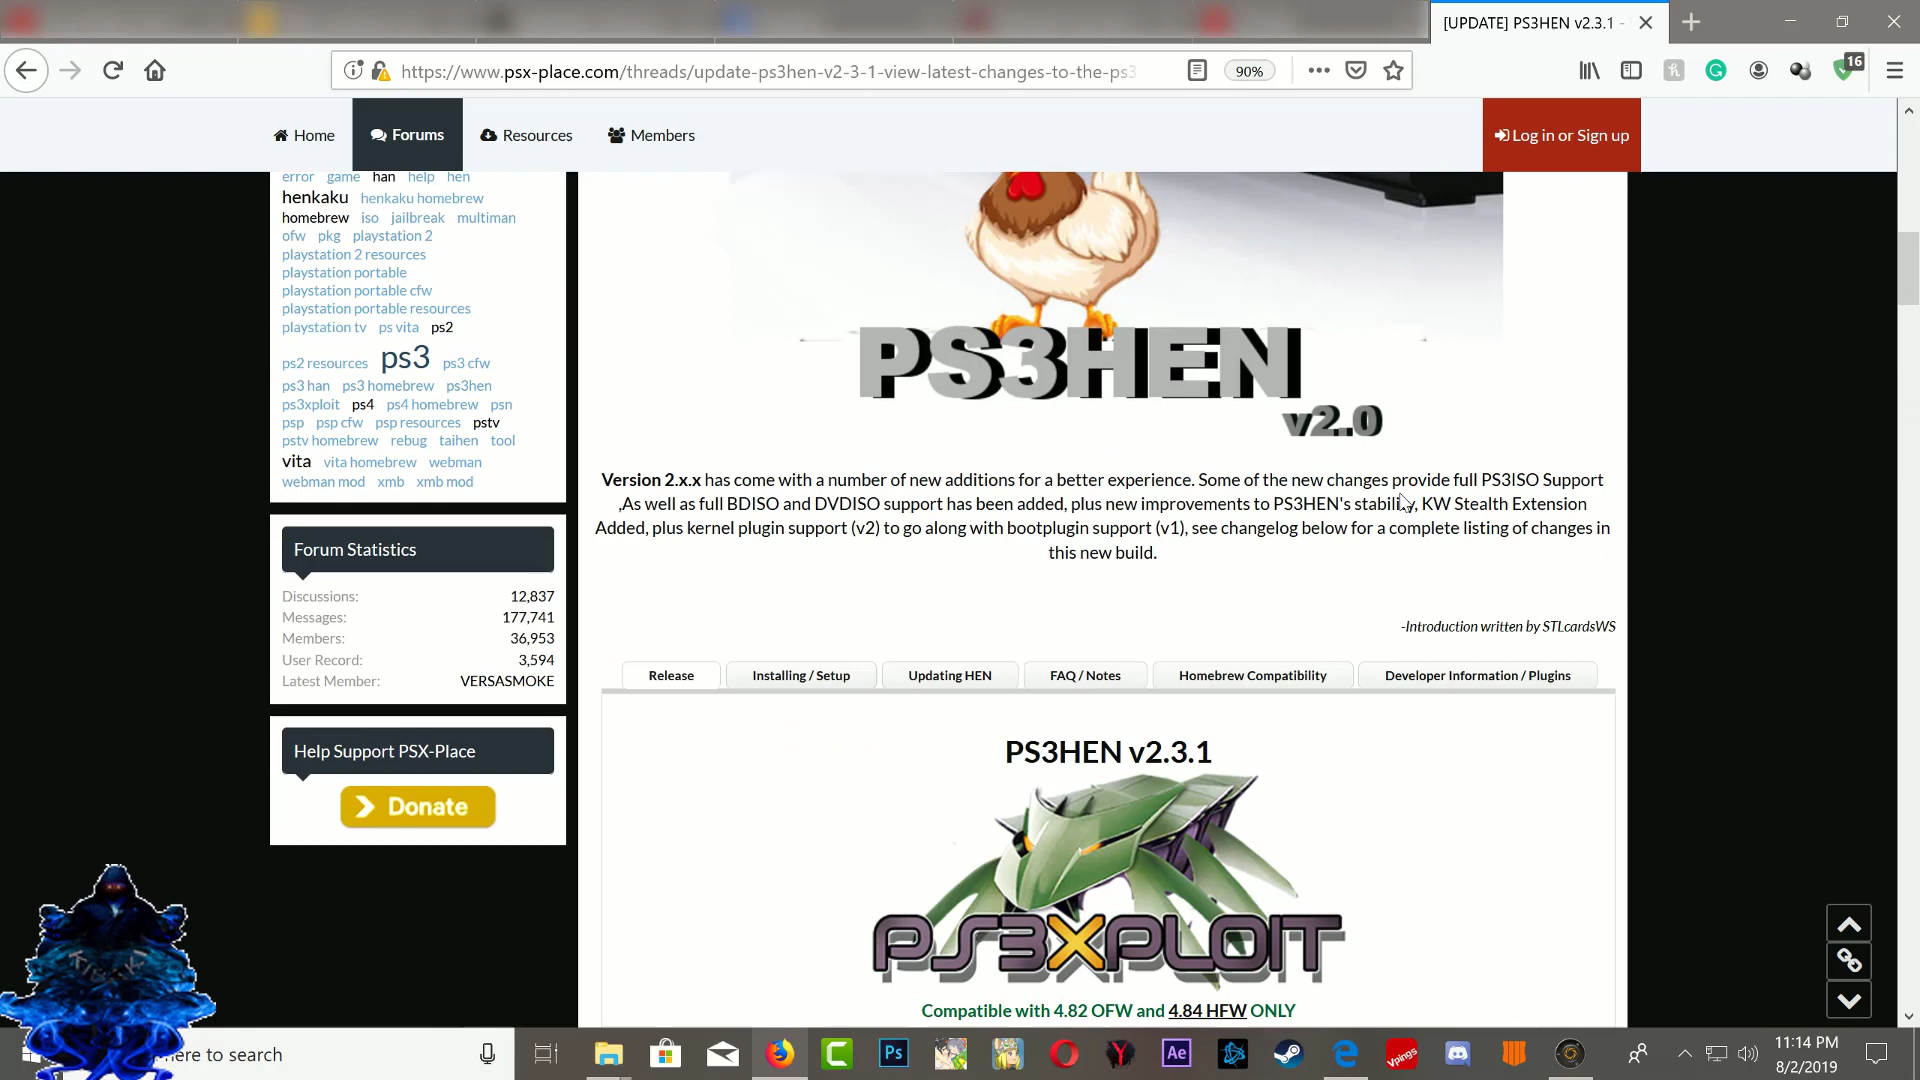 [UPDATE] PS3HEN v2.3.1 -
https://www.psx-place.com/threads/update-ps3hen-v2-3-1-view-latest-changes-to-the-ps3
90%
16
Home
Forums
Resources
Members
Log in or Sign up
error game han help hen
henkaku henkaku homebrew
homebrew iso jailbreak multiman
ofw pkg playstation 2
playstation 2 resources
playstation portable
playstation portable cfw
playstation portable resources
playstation tv ps vita ps2
ps2 resources ps3 ps3 cfw
ps3 han ps3 homebrew ps3hen
ps3xploit ps4 ps4 homebrew psn
psp psp cfw psp resources pstv
pstv homebrew rebug taihen tool
vita vita homebrew webman
webman mod xmb xmb mod
Forum Statistics
Discussions: 12,837
Messages: 177,741
Members: 36,953
User Record: 3,594
Latest Member: VERSASMOKE
Help Support PSX-Place
Donate
PS3HEN
v2.0
Version 2.x.x has come with a number of new additions for a better experience. Some of the new changes provide full PS3ISO Support
,As well as full BDISO and DVDISO support has been added, plus new improvements to PS3HEN's stability, KW Stealth Extension
Added, plus kernel plugin support (v2) to go along with bootplugin support (v1), see changelog below for a complete listing of changes in
this new build.
-Introduction written by STLcardsWS
Release
Installing / Setup
Updating HEN
FAQ / Notes
Homebrew Compatibility
Developer Information / Plugins
PS3HEN v2.3.1
PS3XPLOIT
Compatible with 4.82 OFW and 4.84 HFW ONLY
here to search
Ps
Ae
Vpings
11:14 PM
8/2/2019